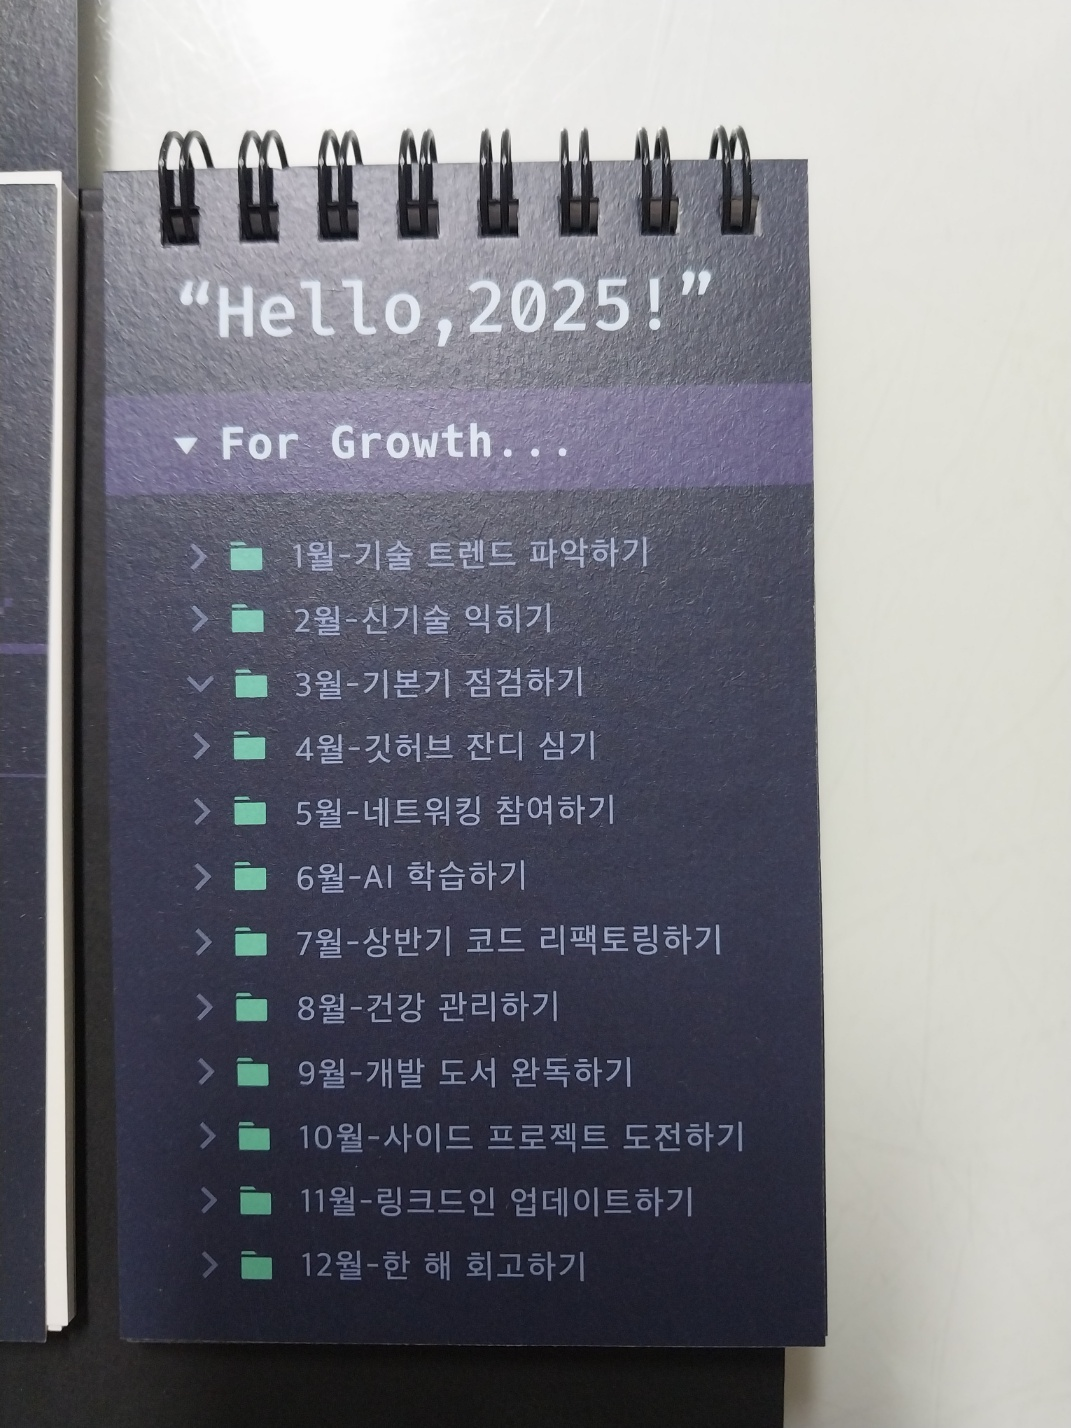 “Hello,2025!”
For Growth...
1월-기술 트렌드 파악하기
2월-신기술 익히기
3월-기본기 점검하기
4월-깃허브 잔디 심기
5월-네트워킹 참여하기
6월-AI 학습하기
7월-상반기 코드 리팩토링하기
8월-건강 관리하기
9월-개발 도서 완독하기
10월-사이드 프로젝트 도전하기
11월-링크드인 업데이트하기
12월-한 해 회고하기